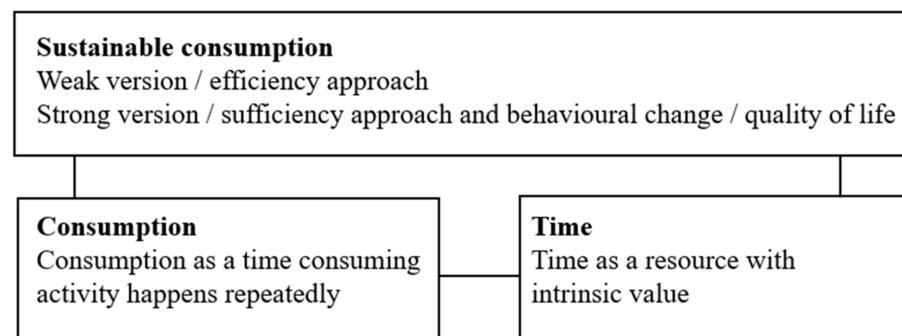 Sustainable consumption
Weak version / efficiency approach
Strong version / sufficiency approach and behavioural change / quality of life
Consumption
Consumption as a time consuming
activity happens repeatedly
Time
Time as a resource with
intrinsic value